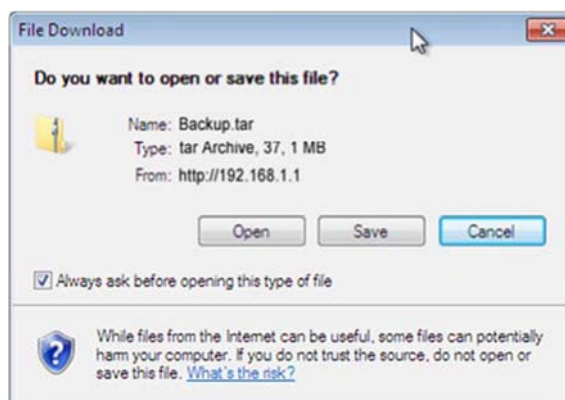 File Download
Do you want to open or save this file?
Name: Backup.tar
Type: tar Archive, 37, 1 MB
From: http://192.168.1.1
Open Save Cancel
Always ask before opening this type of file
While files from the Internet can be useful, some files can potentially
harm your computer. If you do not trust the source, do not open or
save this file. What's the risk?